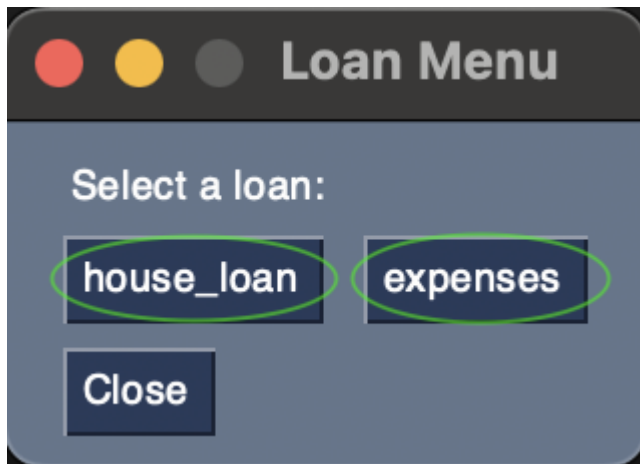 Loan Menu
Select a loan:
house_loan expenses
Close